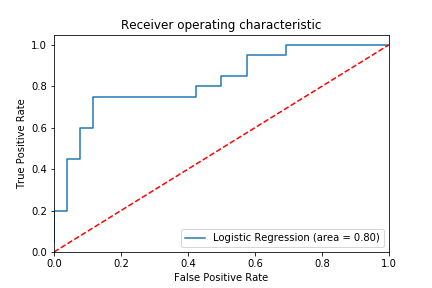 Receiver operating characteristic
1.0
0.8
0.6
0.4
0.2
0.0
True Positive Rate
Logistic Regression (area = 0.80)
0.0 0.2 0.4 0.6 0.8 1.0
False Positive Rate